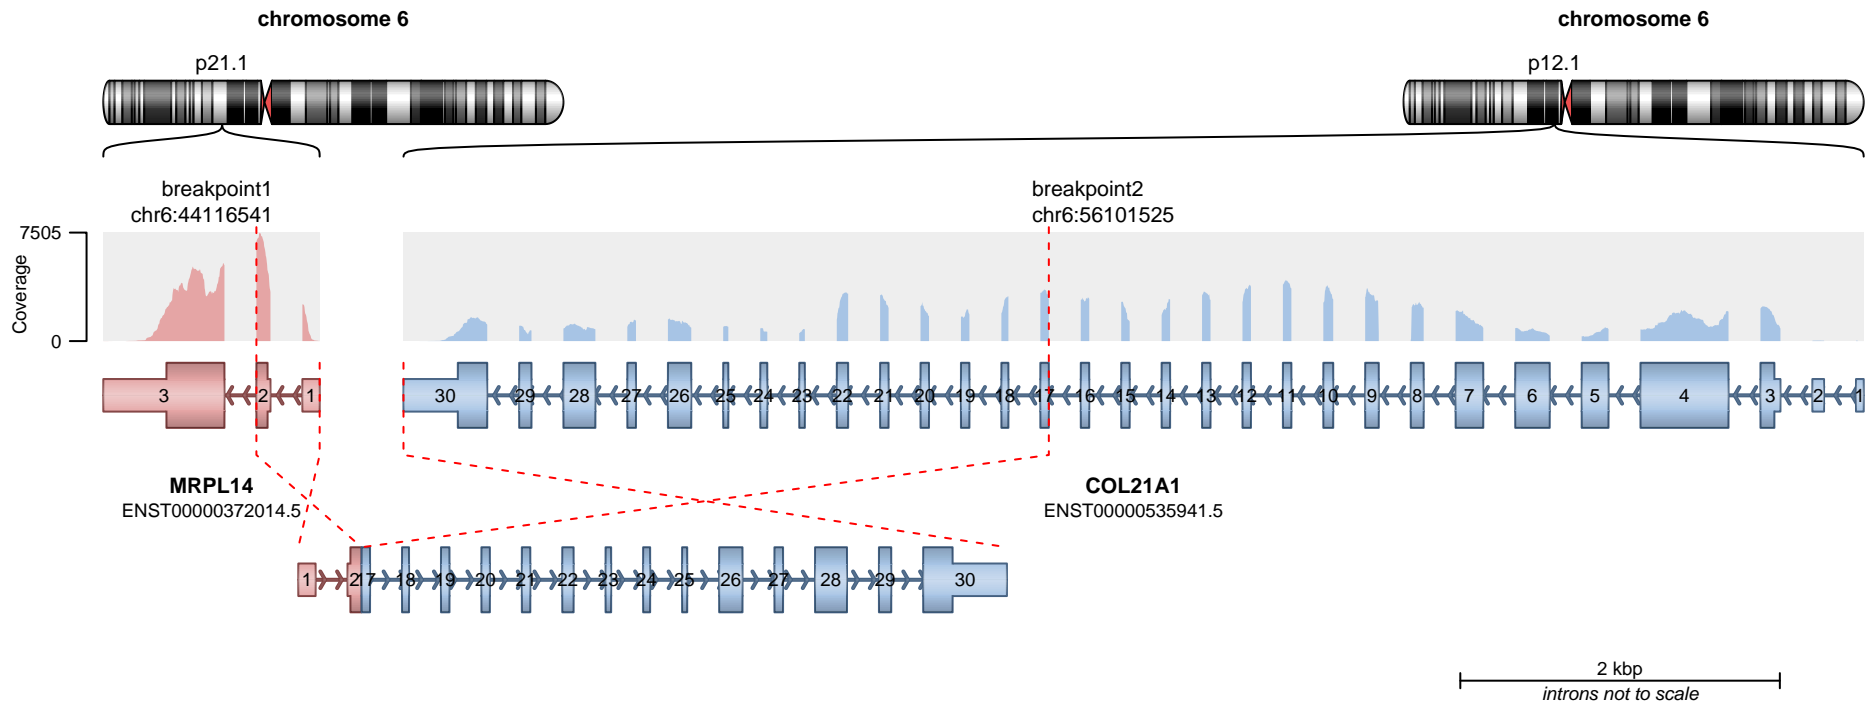 chromosome 6
chromosome 6
p21.1
p12.1
breakpoint1
chr6:44116541
breakpoint2
chr6:56101525
7505
Coverage
0
3 2 1
30 29 28 27 26 25 24 23 22 21 20 19 18 17 16 15 14 13 12 11 10 9 8 7 6 5 4 3 2 1
MRPL14
ENST00000372014.5
COL21A1
ENST00000535941.5
1 2 17 18 19 20 21 22 23 24 25 26 27 28 29 30
2 kbp
introns not to scale